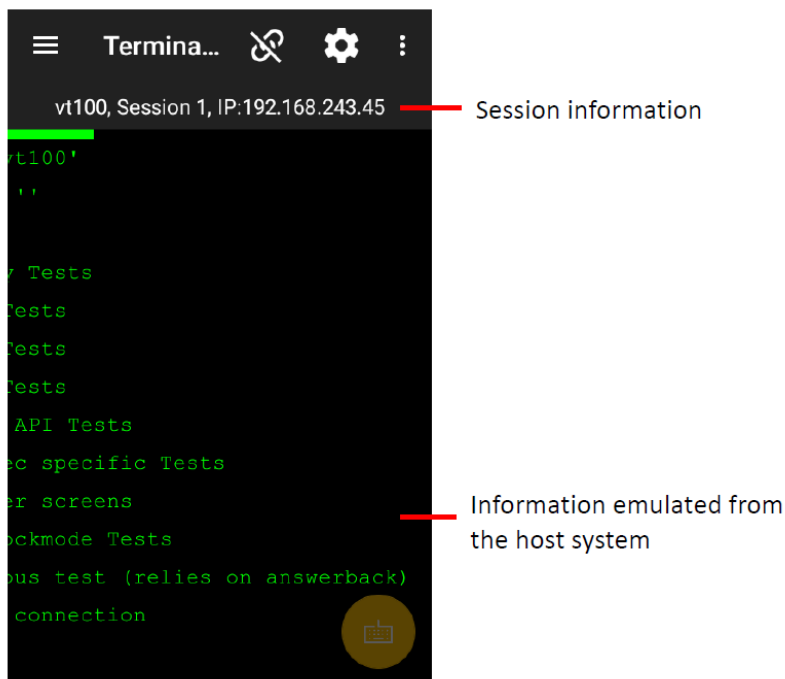 Termina...
vt100, Session 1, IP:192.168.243.45
Session information
vt100'
''
y Tests
Tests
Tests
Tests
API Tests
ec specific Tests
er screens
ockmode Tests
ous test (relies on answerback)
connection
Information emulated from
the host system